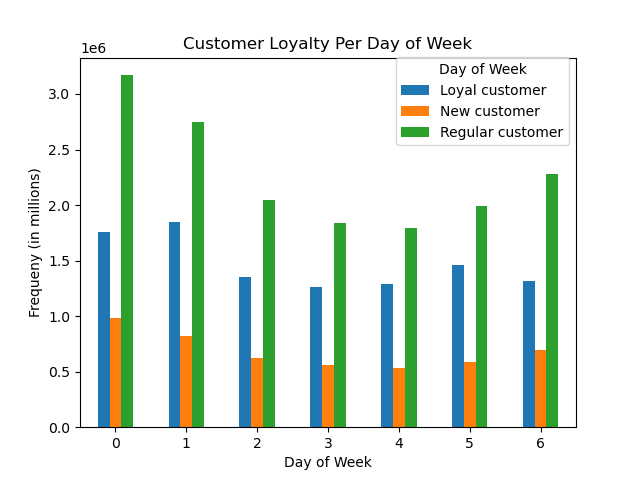 Customer Loyalty Per Day of Week
1e6
Day of Week
Loyal customer
New customer
Regular customer
3.0
2.5
2.0
1.5
1.0
0.5
0.0
Frequeny (in millions)
0 1 2 3 4 5 6
Day of Week